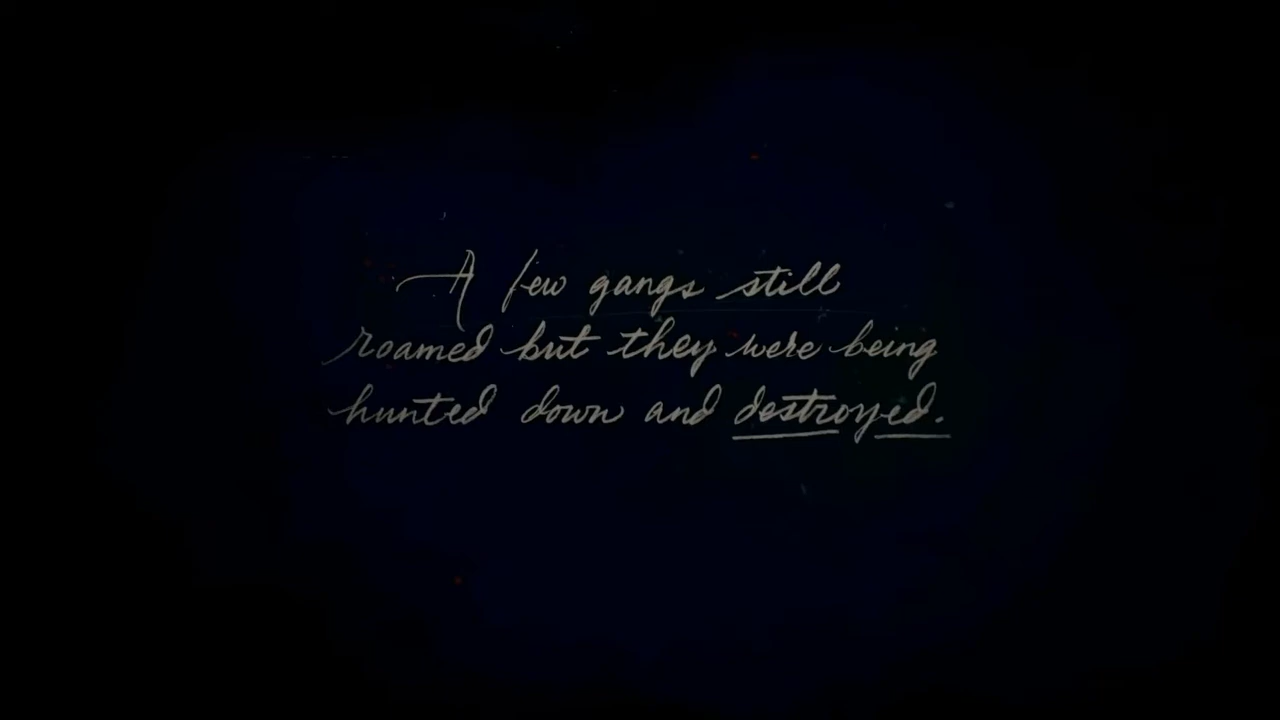 A few gangs still
roamed but they were being
hunted down and destroyed.